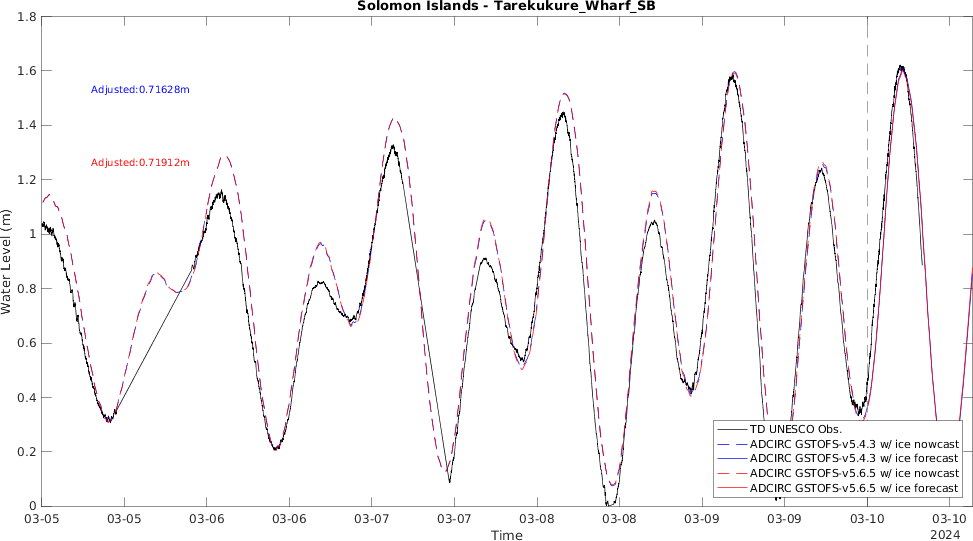 Solomon Islands - Tarekukure_Wharf_SB
1.8
1.6
1.4
1.2
1
0.8
0.6
0.4
0.2
0
Water Level (m)
Adjusted:0.71628m
Adjusted:0.71912m
TD UNESCO Obs.
ADCIRC GSTOFS-v5.4.3 w/ ice nowcast
ADCIRC GSTOFS-v5.4.3 w/ ice forecast
ADCIRC GSTOFS-v5.6.5 w/ ice nowcast
ADCIRC GSTOFS-v5.6.5 w/ ice forecast
03-05 03-05 03-06 03-06 03-07 03-07 03-08 03-08 03-09 03-09 03-10 03-10
2024
Time